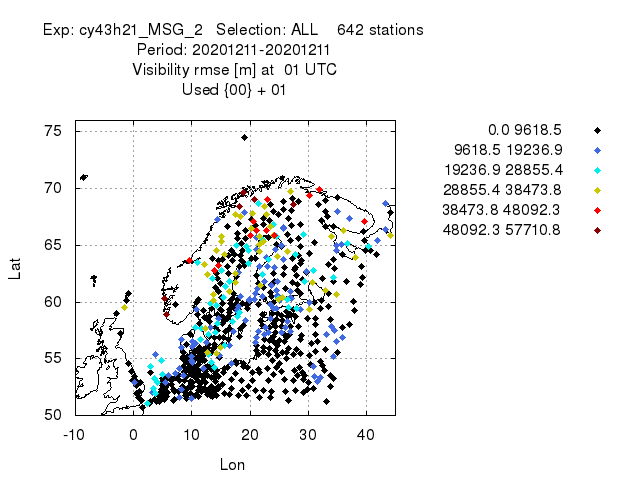 Exp: cy43h21_MSG_2 Selection: ALL 642 stations
Period: 20201211-20201211
Visibility rmse [m] at 01 UTC
Used {00} + 01
0.0 9618.5
9618.5 19236.9
19236.9 28855.4
28855.4 38473.8
38473.8 48092.3
48092.3 57710.8
75
70
65
60
55
50
Lat
-10 0 10 20 30 40
Lon